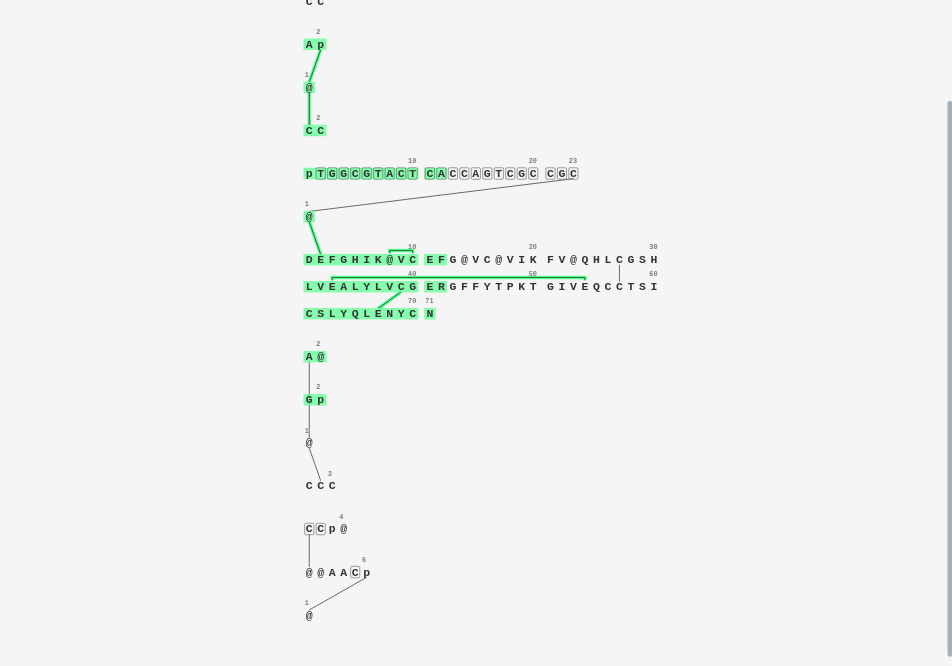 C C
2
A p
1
@
2
C C
10 20 23
p T G G C G T A C T C A C C A G T C G C C G C
1
@
10 20 30
D E F G H I K @ V C E F G @ V C @ V I K F V @ Q H L C G S H
40 50 60
L V E A L Y L V C G E R G F F Y T P K T G I V E Q C C T S I
70 71
C S L Y Q L E N Y C N
2
A @
2
G p
1
@
3
C C C
4
C C p @
6
@ @ A A C p
1
@